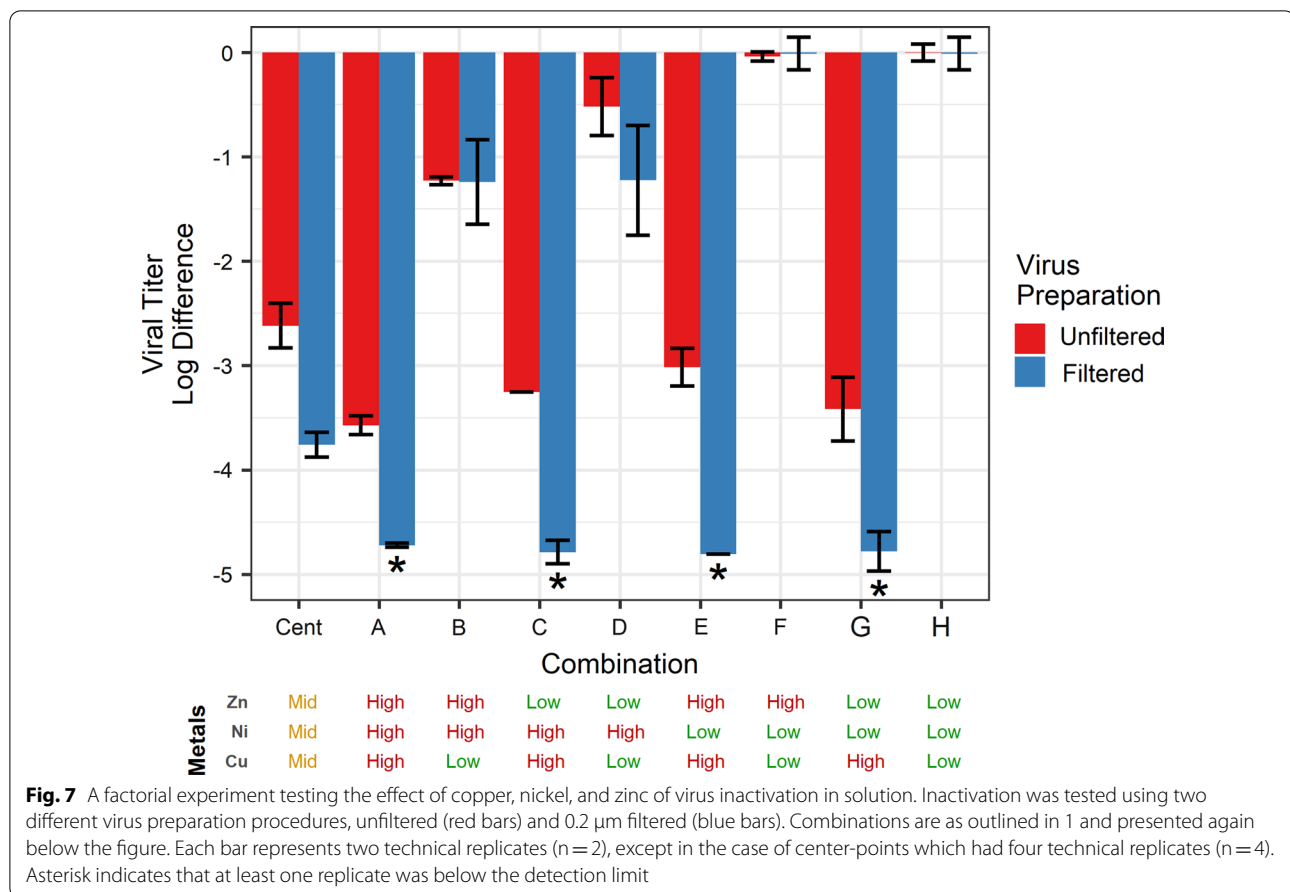 0
-1
-2
-3
-4
-5
Viral Titer
Log Difference
* * * *
Cent A B C D E F G H
Combination
Virus
Preparation
Unfiltered
Filtered
Metals
Zn Mid High High Low Low High High Low Low
Ni Mid High High High High Low Low Low Low
Cu Mid High Low High Low High Low High Low
Fig. 7 A factorial experiment testing the effect of copper, nickel, and zinc of virus inactivation in solution. Inactivation was tested using two
different virus preparation procedures, unfiltered (red bars) and 0.2 μm filtered (blue bars). Combinations are as outlined in 1 and presented again
below the figure. Each bar represents two technical replicates (n = 2), except in the case of center-points which had four technical replicates (n = 4).
Asterisk indicates that at least one replicate was below the detection limit